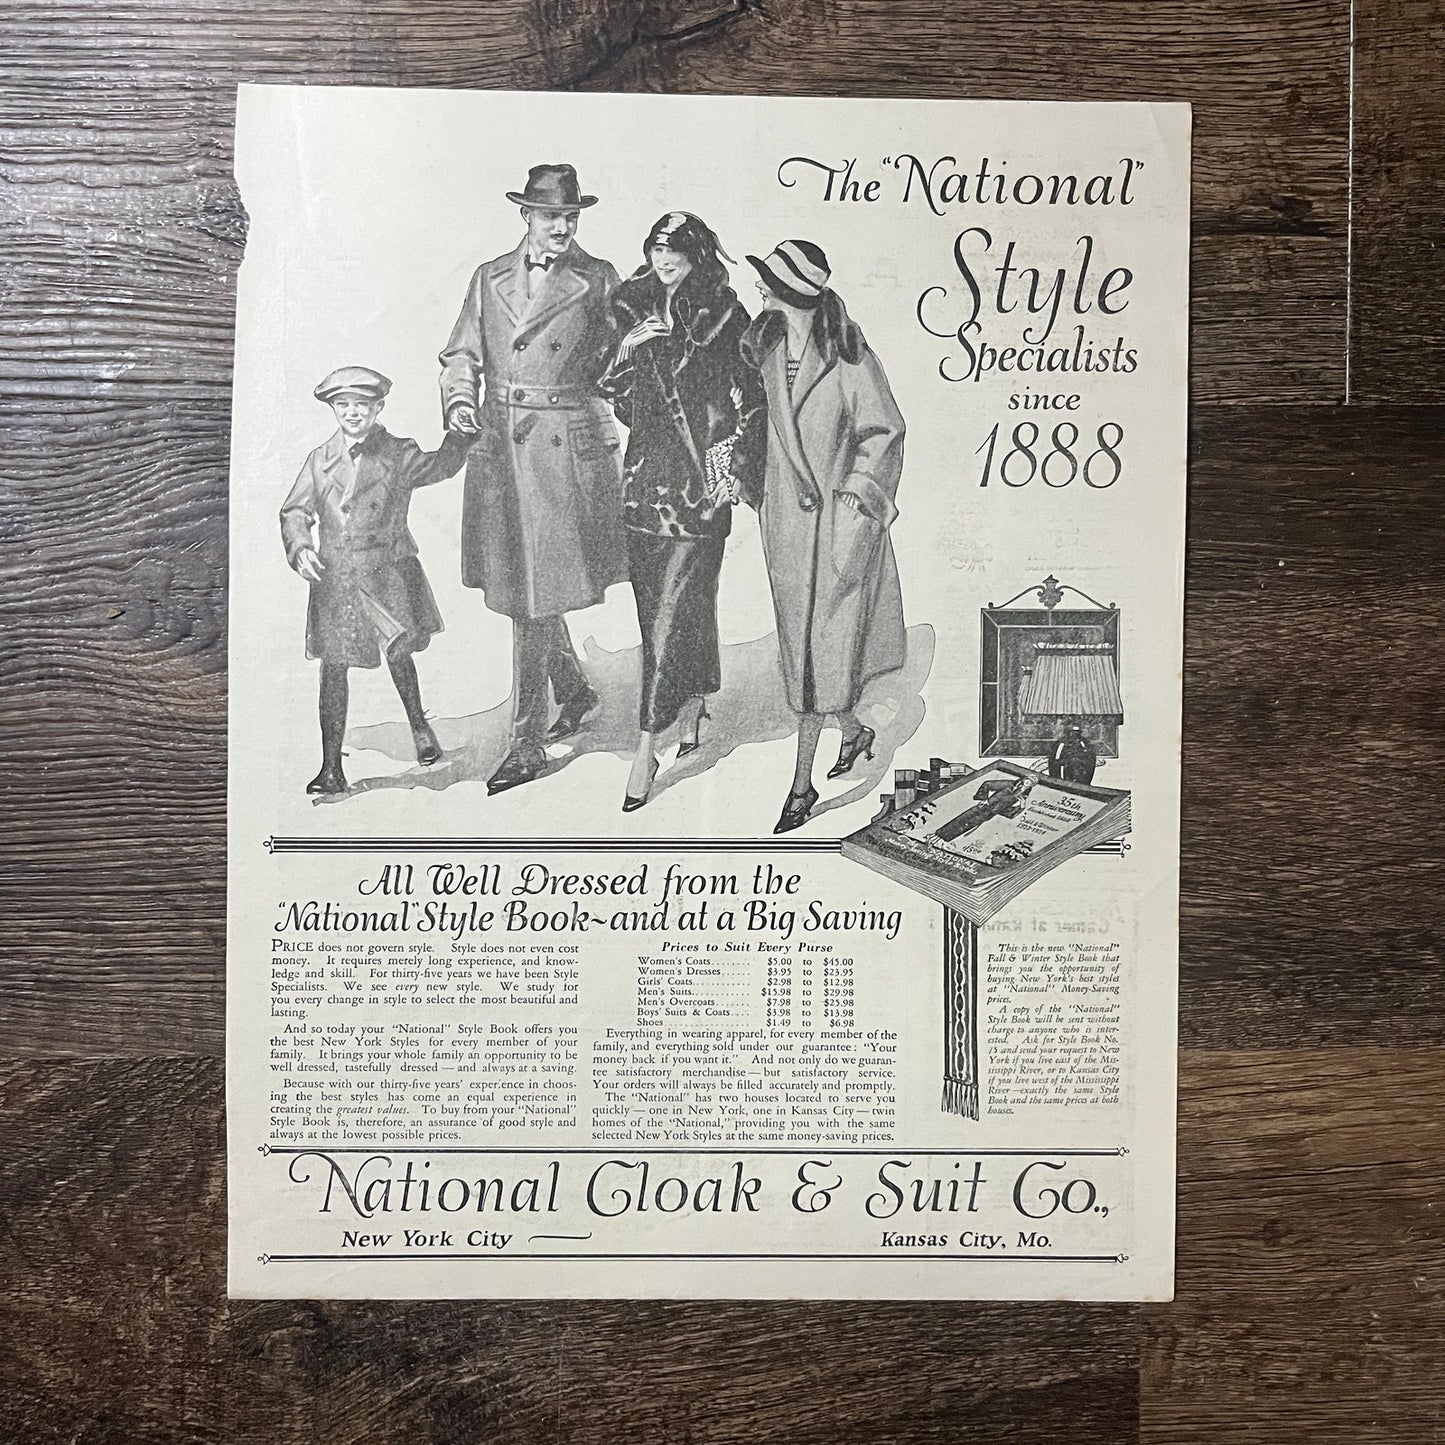 The "National"
Style
Specialists
since
1888
35th
Anniversary
All Well Dressed from the
"National" Style Book~and at a Big Saving
PRICE does not govern style. Style does not even cost
money. It requires merely long experience, and know-
ledge and skill. For thirty-five years we have been Style
Specialists. We see every new style. We study for
you every change in style to select the most beautiful and
lasting.
And so today your "National" Style Book offers you
the best New York Styles for every member of your
family. It brings your whole family an opportunity to be
well dressed, tastefully dressed — and always at a saving.
Because with our thirty-five years' experience in choos-
ing the best styles has come an equal experience in
creating the greatest values. To buy from your "National"
Style Book is, therefore, an assurance of good style and
always at the lowest possible prices.
Prices to Suit Every Purse
Women's Coats........ $5.00 to $45.00
Women's Dresses...... $3.95 to $23.95
Girls' Coats............ $2.98 to $12.98
Men's Suits............ $15.98 to $29.98
Men's Overcoats....... $7.98 to $25.98
Boys' Suits & Coats.... $3.98 to $13.98
Shoes ................ $1.49 to $6.98
Everything in wearing apparel, for every member of the
family, and everything sold under our guarantee: "Your
money back if you want it." And not only do we guaran-
tee satisfactory merchandise — but satisfactory service.
Your orders will always be filled accurately and promptly.
The "National" has two houses located to serve you
quickly — one in New York, one in Kansas City — twin
homes of the "National," providing you with the same
selected New York Styles at the same money-saving prices.
This is the new "National"
Fall & Winter Style Book that
brings you the opportunity of
buying New York's best styles
at "National" Money-Saving
prices.
A copy of the "National"
Style Book will be sent without
charge to anyone who is inter-
ested. Ask for Style Book No.
15 and send your request to New
York if you live east of the Mis-
sissippi River, or to Kansas City
if you live west of the Mississippi
River—exactly the same Style
Book and the same prices at both
houses.
National Cloak & Suit Co.,
New York City
Kansas City, Mo.